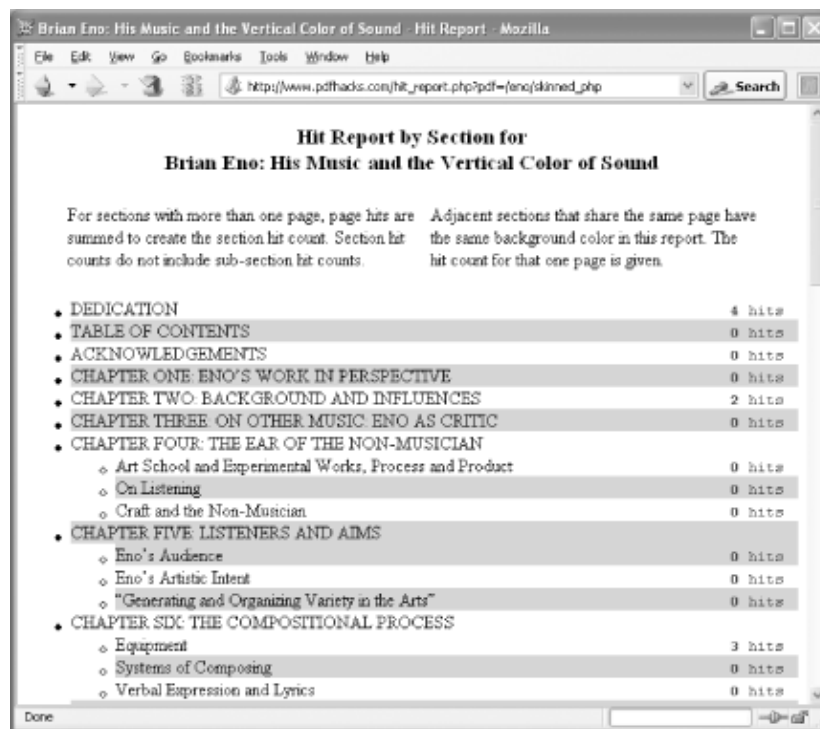 Brian Eno: His Music and the Vertical Color of Sound - Hit Report - Mozilla
File Edit View Go Bookmarks Tools Window Help
http://www.pdfhacks.com/hit_report.php?pdf=/eno/skinned_php Search
Hit Report by Section for
Brian Eno: His Music and the Vertical Color of Sound
For sections with more than one page, page hits are
summed to create the section hit count. Section hit
counts do not include sub-section hit counts.
Adjacent sections that share the same page have
the same background color in this report. The
hit count for that one page is given.
DEDICATION 4 hits
TABLE OF CONTENTS 0 hits
ACKNOWLEDGEMENTS 0 hits
CHAPTER ONE: ENO'S WORK IN PERSPECTIVE 0 hits
CHAPTER TWO: BACKGROUND AND INFLUENCES 2 hits
CHAPTER THREE: ON OTHER MUSIC: ENO AS CRITIC 0 hits
CHAPTER FOUR: THE EAR OF THE NON-MUSICIAN
Art School and Experimental Works, Process and Product 0 hits
On Listening 0 hits
Craft and the Non-Musician 0 hits
CHAPTER FIVE: LISTENERS AND AIMS
Eno's Audience 0 hits
Eno's Artistic Intent 0 hits
"Generating and Organizing Variety in the Arts" 0 hits
CHAPTER SIX: THE COMPOSITIONAL PROCESS
Equipment 3 hits
Systems of Composing 0 hits
Verbal Expression and Lyrics 0 hits
Done